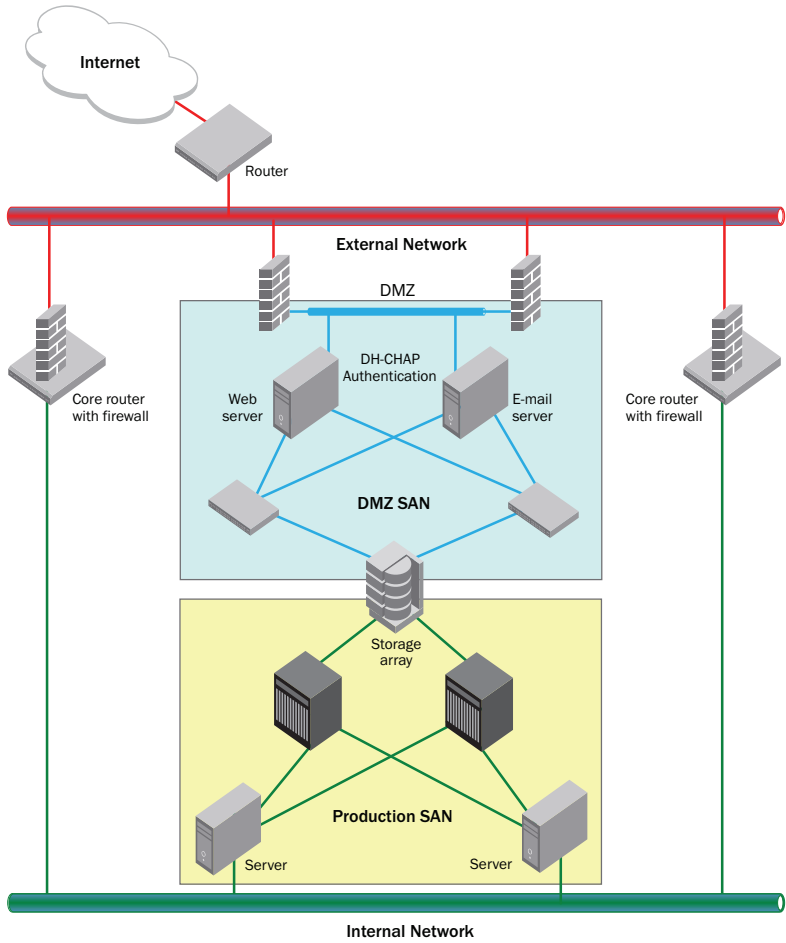 Internet
Router
External Network
DMZ
DH-CHAP
Authentication
Web
server
E-mail
server
Core router
with firewall
Core router
with firewall
DMZ SAN
Storage
array
Production SAN
Server
Server
Internal Network